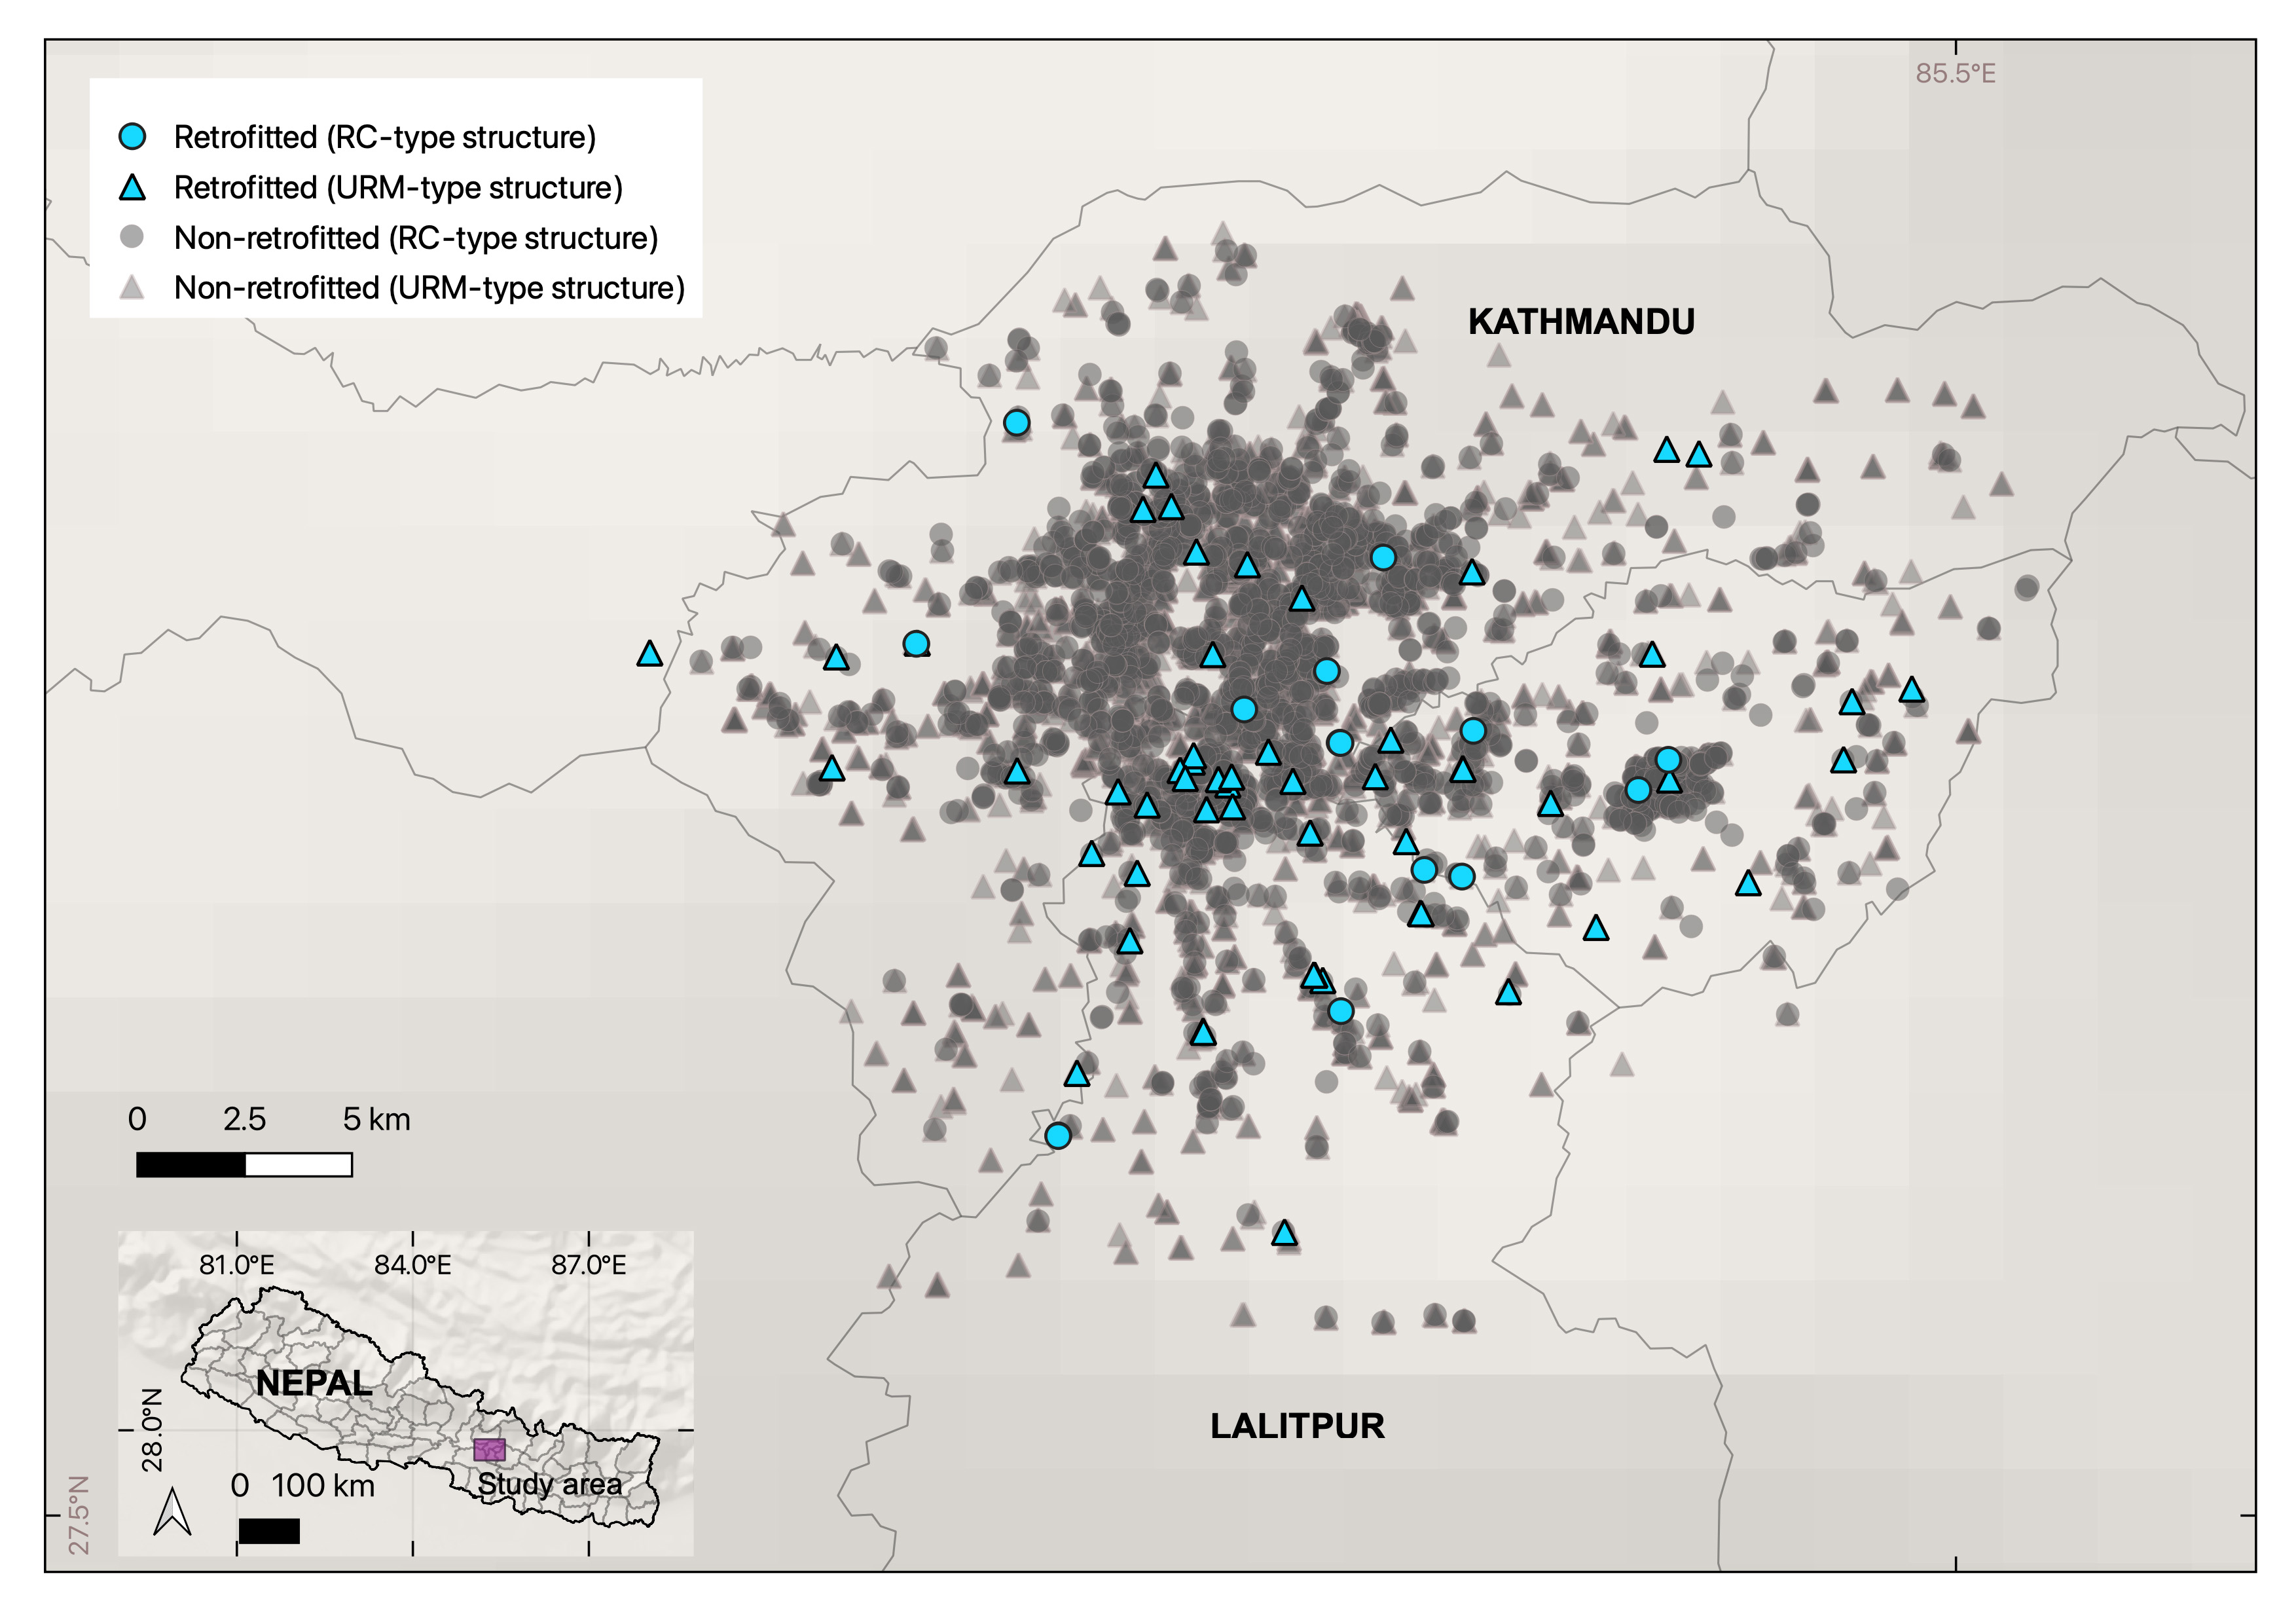 85.5°E
Retrofitted (RC-type structure)
Retrofitted (URM-type structure)
Non-retrofitted (RC-type structure)
Non-retrofitted (URM-type structure)
KATHMANDU
0 2.5 5 km
81.0°E 84.0°E 87.0°E
NEPAL
28.0°N
Study area
0 100 km
LALITPUR
27.5°N